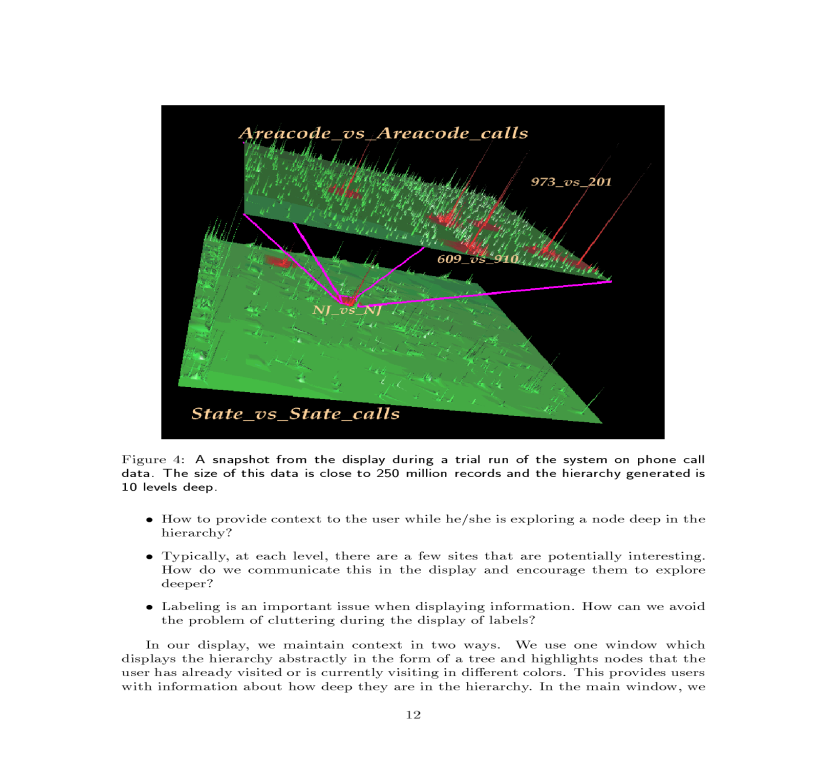 Areacode_vs_Areacode_calls
973_vs_201
609_vs_910
NJ_vs_NJ
State_vs_State_calls
Figure 4: A snapshot from the display during a trial run of the system on phone call
data. The size of this data is close to 250 million records and the hierarchy generated is
10 levels deep.
• How to provide context to the user while he/she is exploring a node deep in the
hierarchy?
• Typically, at each level, there are a few sites that are potentially interesting.
How do we communicate this in the display and encourage them to explore
deeper?
• Labeling is an important issue when displaying information. How can we avoid
the problem of cluttering during the display of labels?
In our display, we maintain context in two ways. We use one window which
displays the hierarchy abstractly in the form of a tree and highlights nodes that the
user has already visited or is currently visiting in different colors. This provides users
with information about how deep they are in the hierarchy. In the main window, we
12